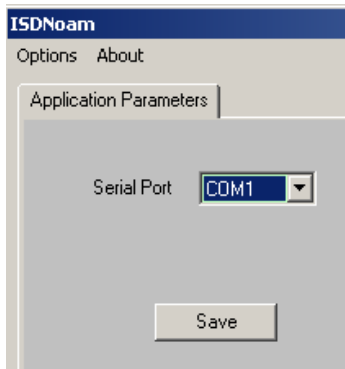 ISDNoam
Options About
Application Parameters
Serial Port COM1
Save